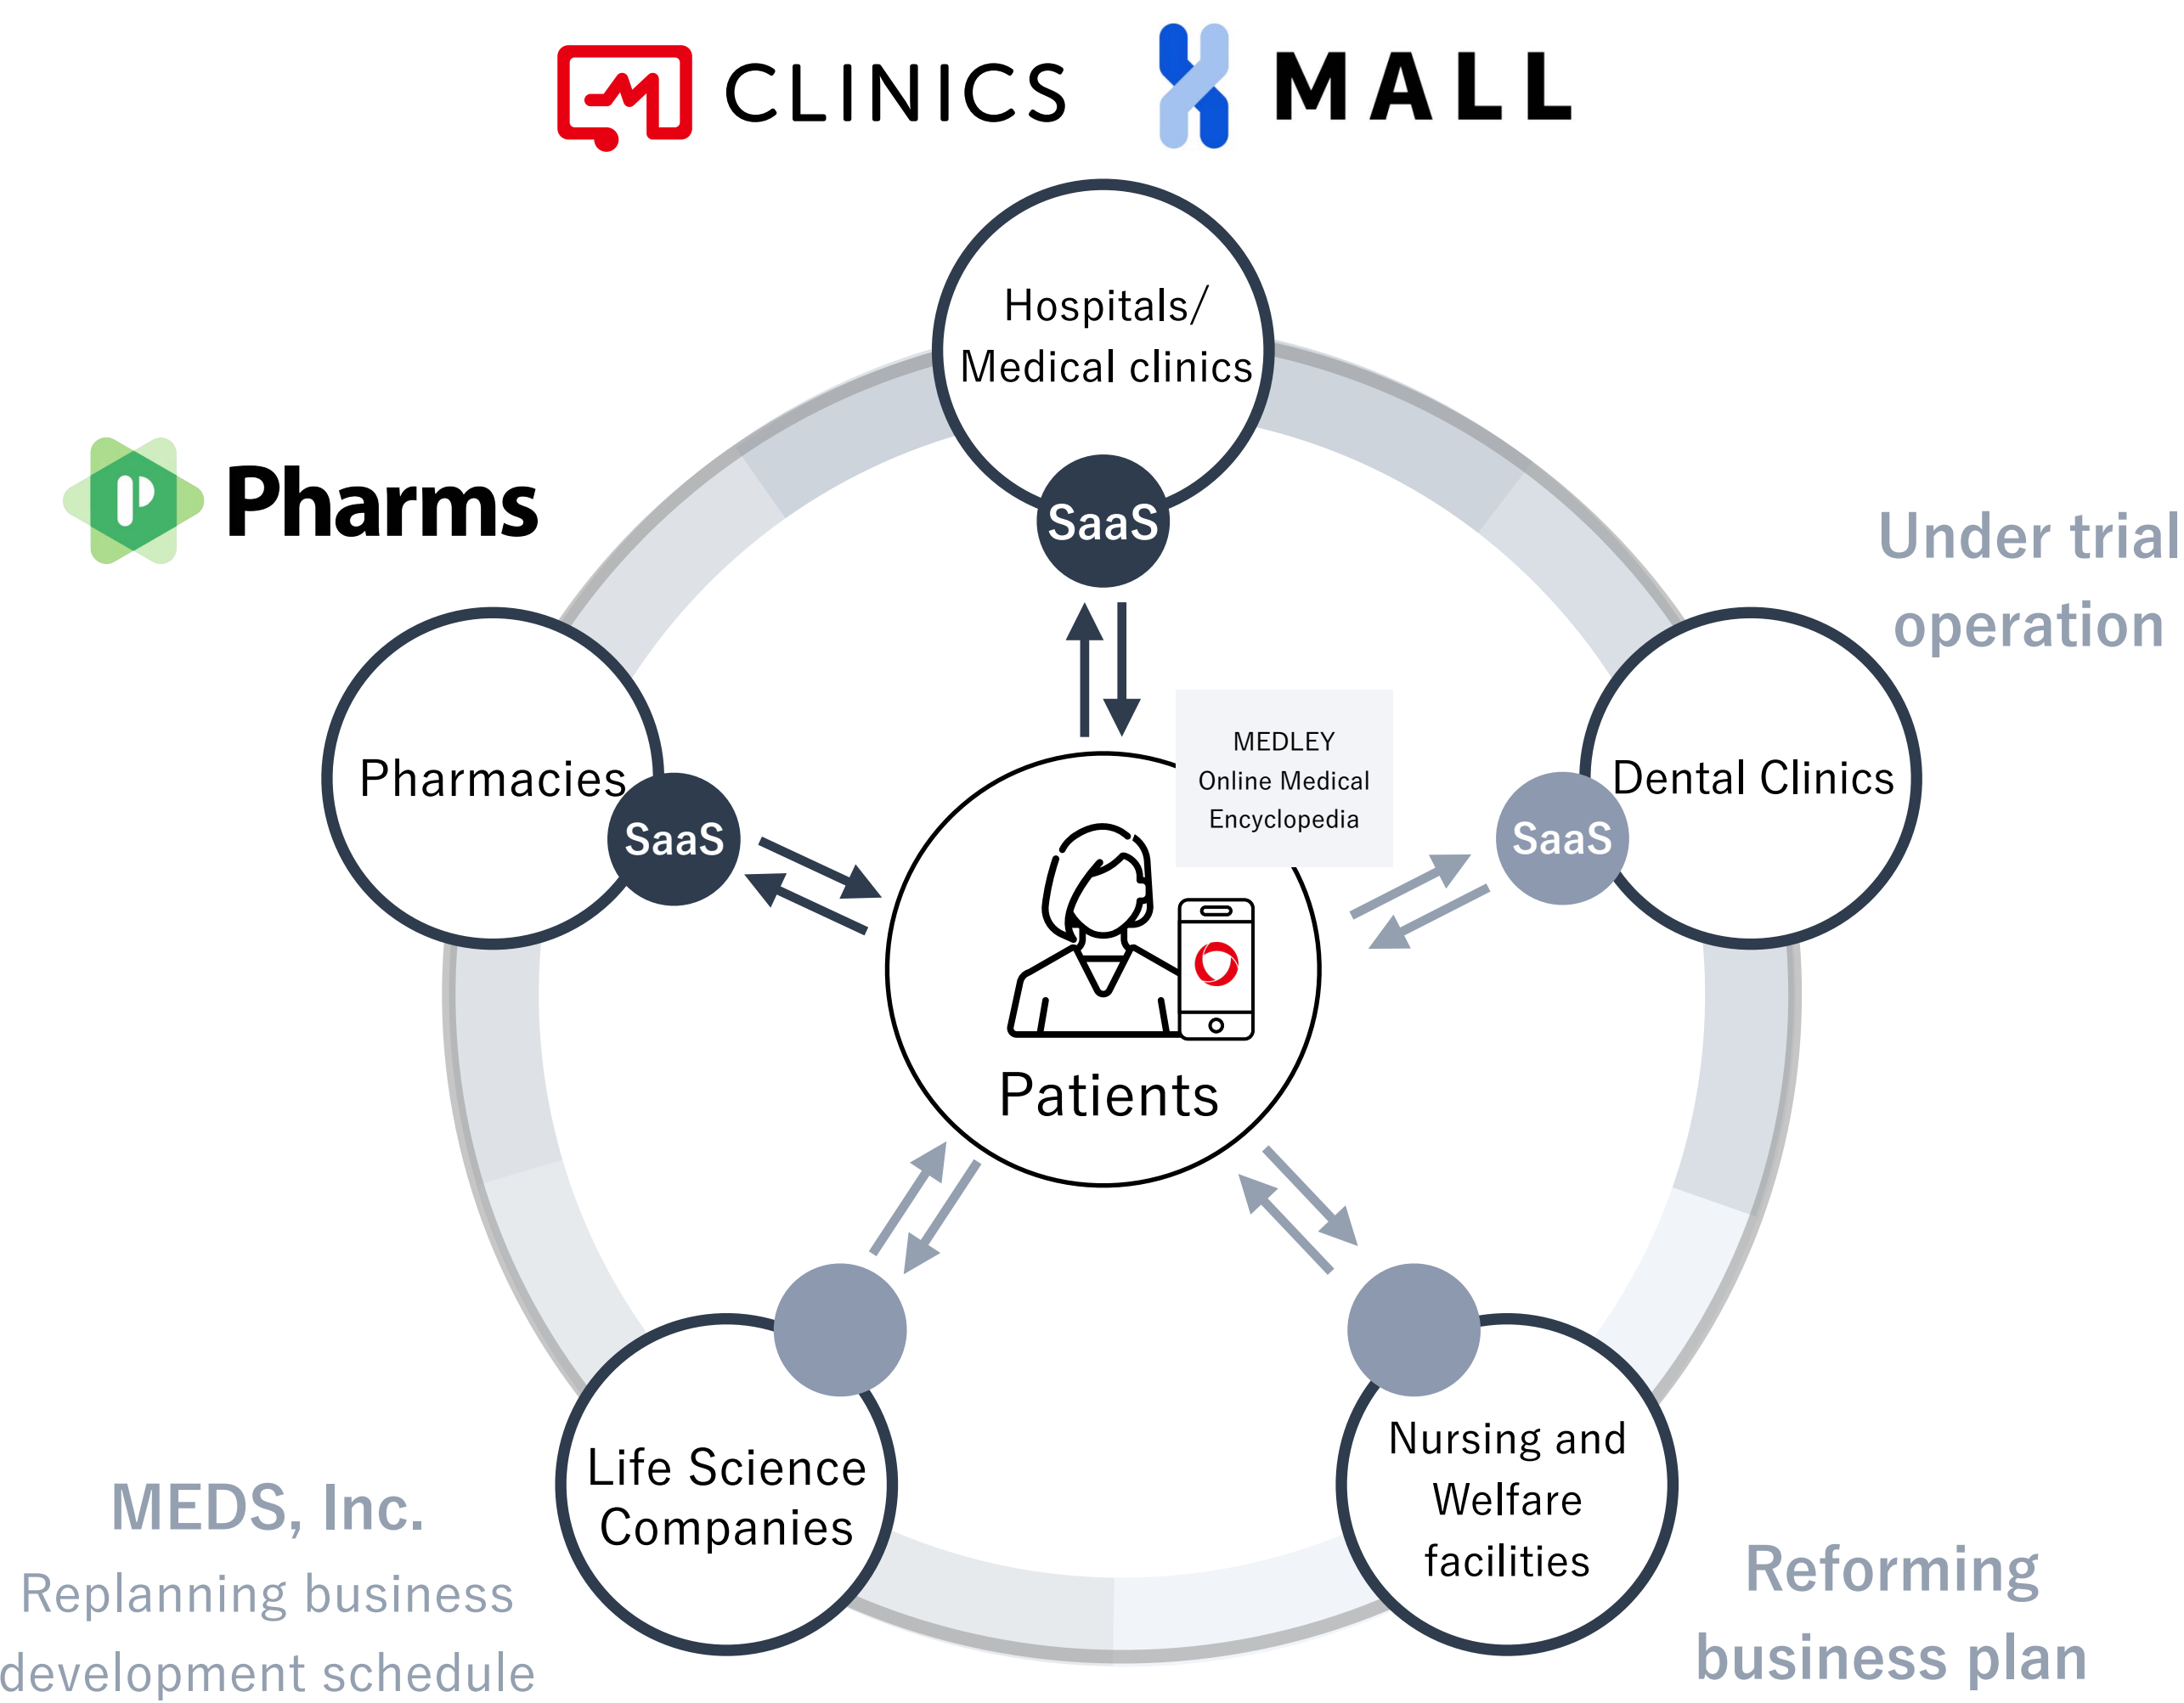 CLINICS
MALL
Hospitals/
Medical clinics
SaaS
Pharms
Under trial
operation
Pharmacies
SaaS
MEDLEY
Online Medical
Encyclopedia
Dental Clinics
SaaS
Patients
Life Science
Companies
Nursing and
Welfare
facilities
MEDS, Inc.
Replanning business
development schedule
Reforming
business plan